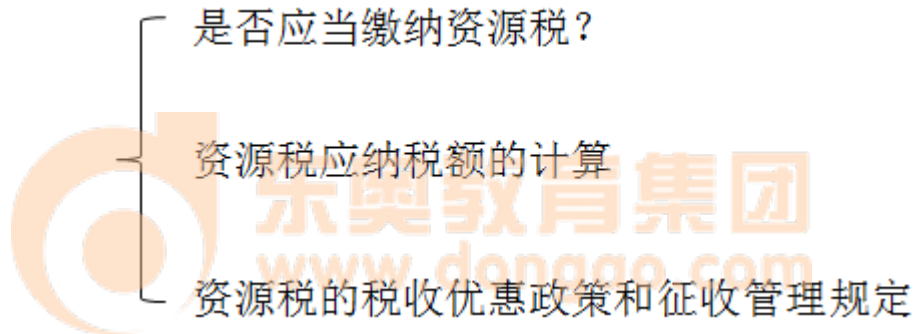 是否应当缴纳资源税？
资源税应纳税额的计算
东奥教育集团
www.dongao.com
资源税的税收优惠政策和征收管理规定